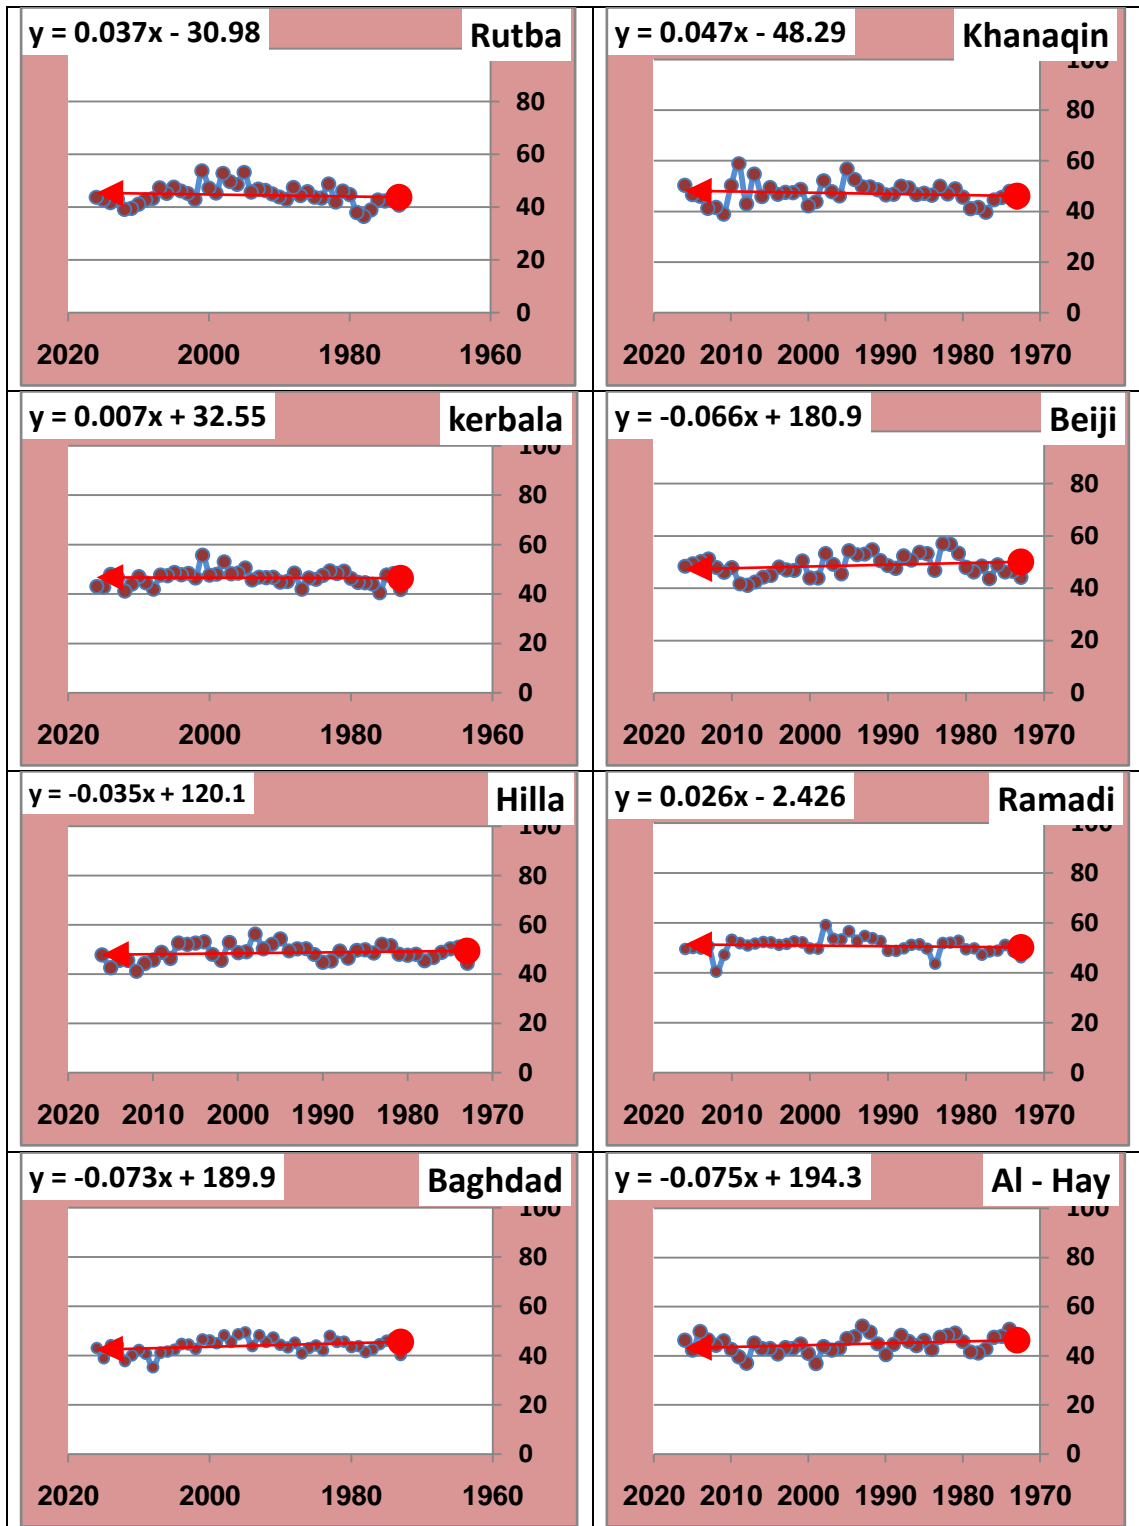 y = 0.037x - 30.98 Rutba
80
60
40
20
0
2020 2000 1980 1960
y = 0.047x - 48.29 Khanaqin
100
80
60
40
20
0
2020 2010 2000 1990 1980 1970
y = 0.007x + 32.55 kerbala
100
80
60
40
20
0
2020 2000 1980 1960
y = -0.066x + 180.9 Beiji
80
60
40
20
0
2020 2010 2000 1990 1980 1970
y = -0.035x + 120.1 Hilla
100
80
60
40
20
0
2020 2010 2000 1990 1980 1970
y = 0.026x - 2.426 Ramadi
100
80
60
40
20
0
2020 2010 2000 1990 1980 1970
y = -0.073x + 189.9 Baghdad
100
80
60
40
20
0
2020 2000 1980 1960
y = -0.075x + 194.3 Al - Hay
100
80
60
40
20
0
2020 2010 2000 1990 1980 1970